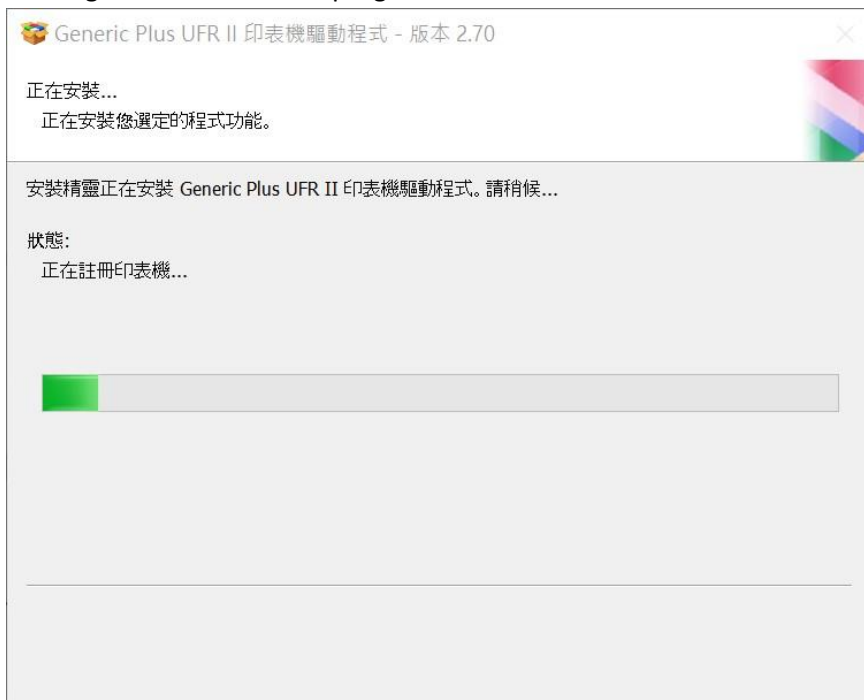 Generic Plus UFR II 印表機驅動程式 - 版本 2.70
正在安裝...
正在安裝您選定的程式功能。
安裝精靈正在安裝 Generic Plus UFR II 印表機驅動程式。請稍候...
狀態:
正在註冊印表機...